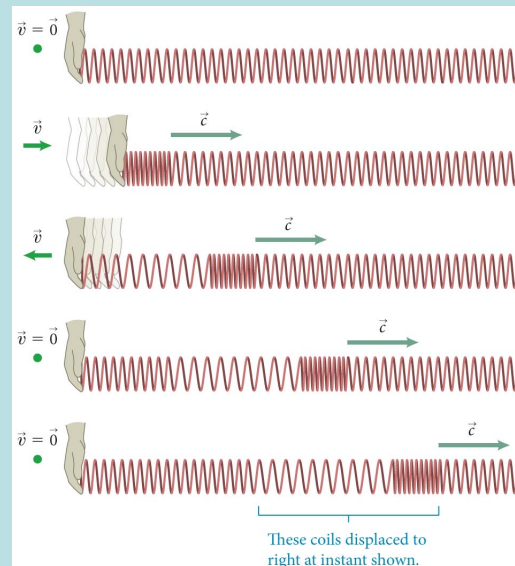 v⃗ = 0⃗
v⃗
c⃗
v⃗
c⃗
v⃗ = 0⃗
c⃗
v⃗ = 0⃗
c⃗
These coils displaced to
right at instant shown.